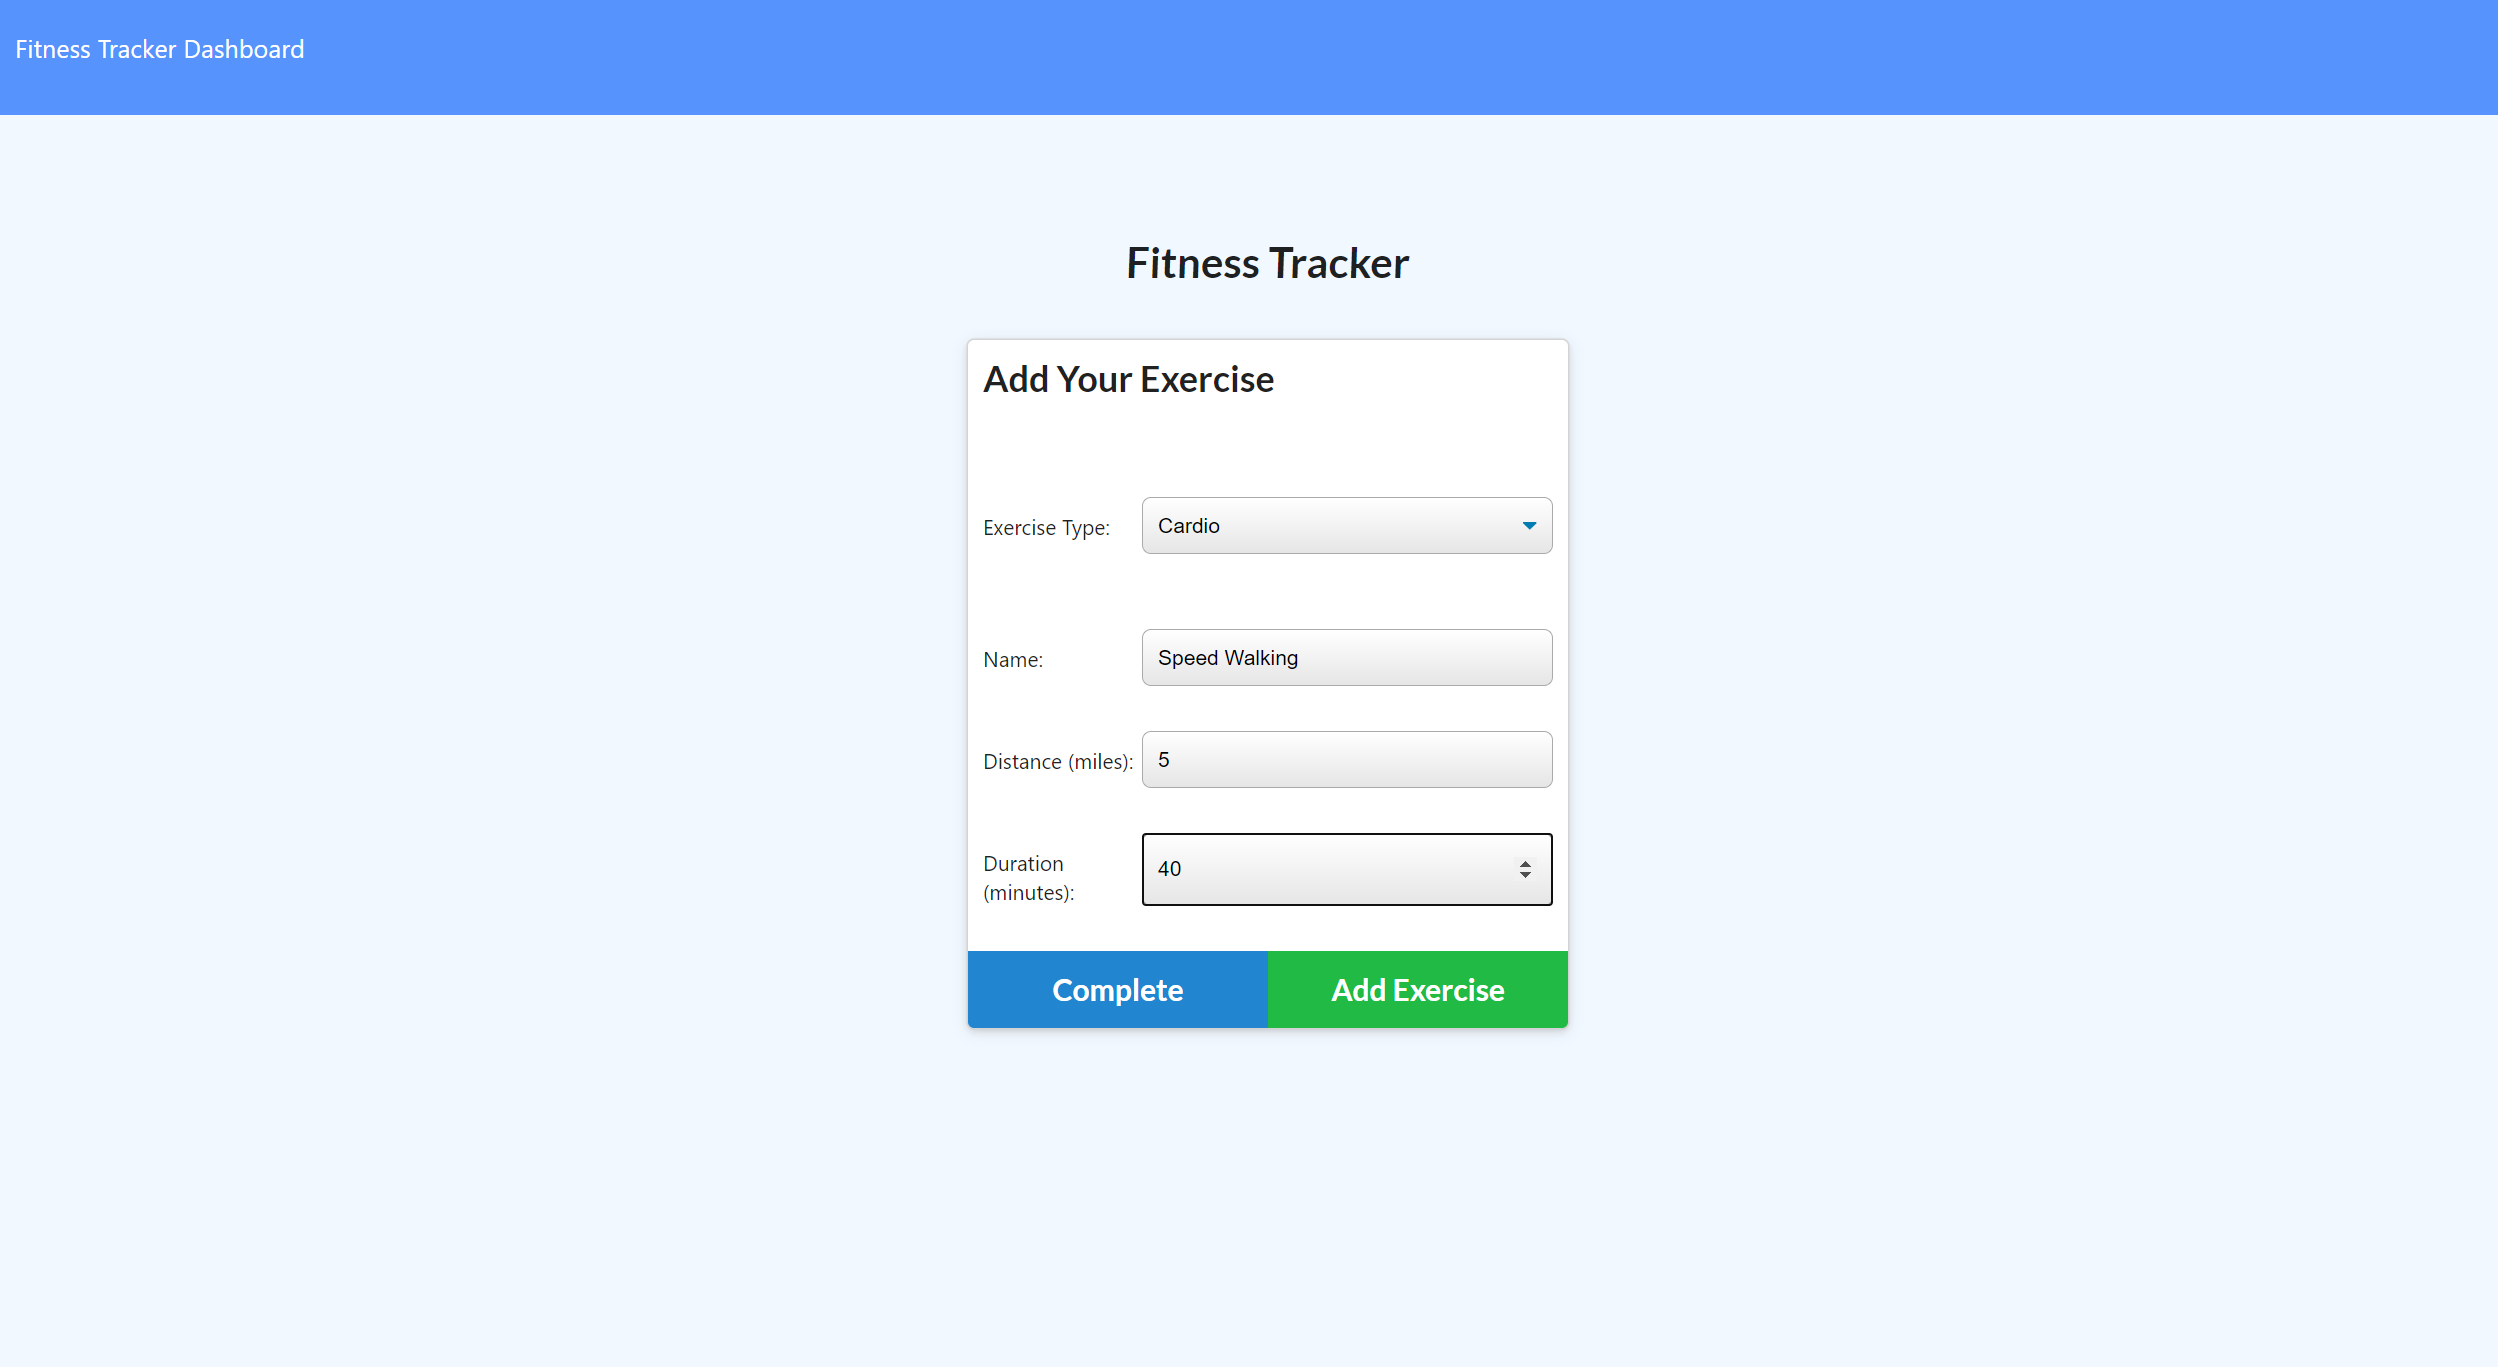 Fitness Tracker Dashboard
Fitness Tracker
Add Your Exercise
Exercise Type: Cardio
Name: Speed Walking
Distance (miles): 5
Duration (minutes): 40
Complete Add Exercise